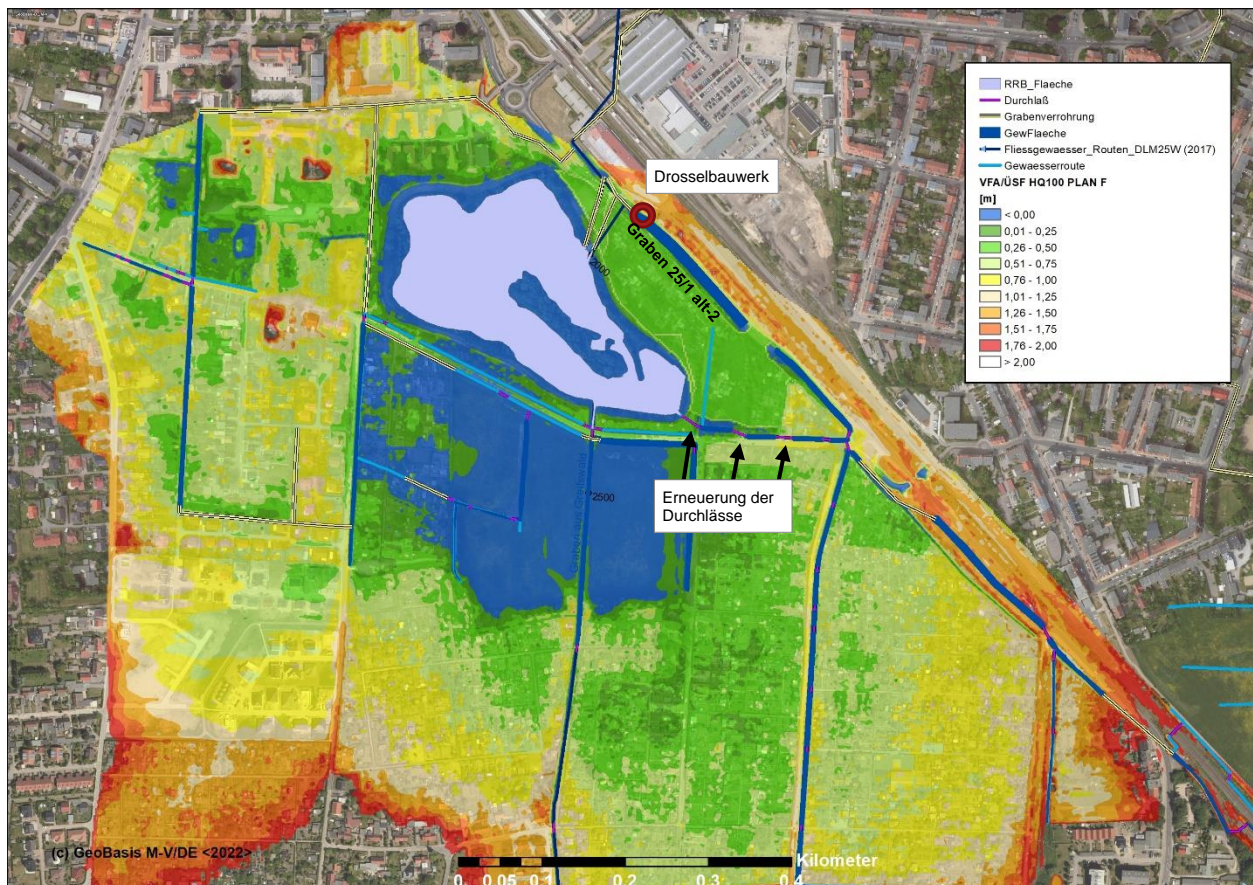 RRB_Flaeche
Durchlaß
Grabenverrohrung
GewFlaeche
Fliessgewaesser_Routen_DLM25W (2017)
Gewaesserroute
VFA/ÜSF HQ100 PLAN F
[m]
< 0,00
0,01 - 0,25
0,26 - 0,50
0,51 - 0,75
0,76 - 1,00
1,01 - 1,25
1,26 - 1,50
1,51 - 1,75
1,76 - 2,00
> 2,00
Drosselbauwerk
Graben 25/1 alt-2
2000
Erneuerung der
Durchlässe
2500
(c) GeoBasis M-V/DE <2022>
Kilometer
0 0,05 0,1 0,2 0,3 0,4